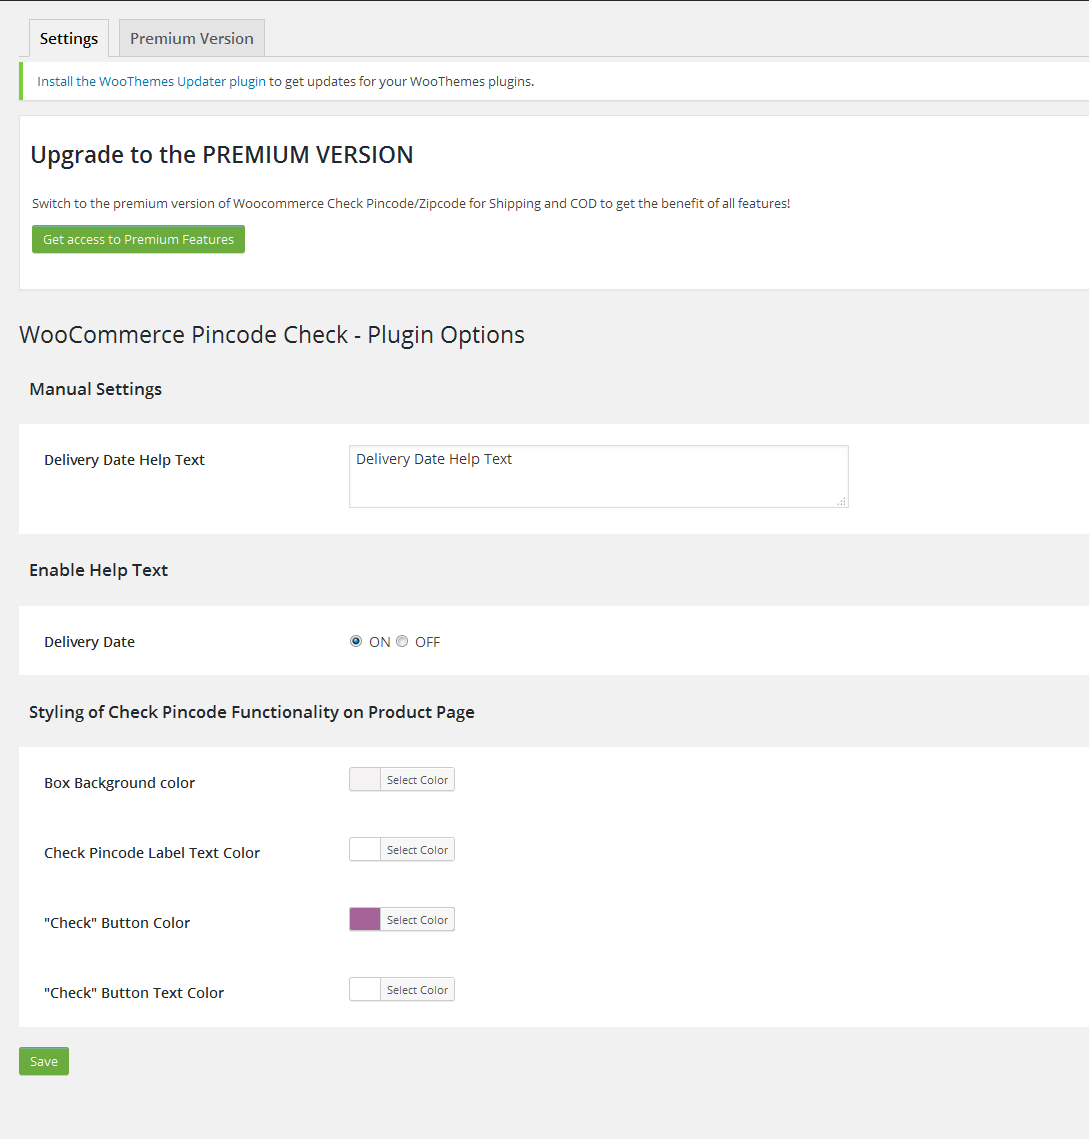 Settings
Premium Version
Install the WooThemes Updater plugin to get updates for your WooThemes plugins.
Upgrade to the PREMIUM VERSION
Switch to the premium version of Woocommerce Check Pincode/Zipcode for Shipping and COD to get the benefit of all features!
Get access to Premium Features
WooCommerce Pincode Check - Plugin Options
Manual Settings
Delivery Date Help Text
Delivery Date Help Text
Enable Help Text
Delivery Date
ON
OFF
Styling of Check Pincode Functionality on Product Page
Box Background color
Select Color
Check Pincode Label Text Color
Select Color
"Check" Button Color
Select Color
"Check" Button Text Color
Select Color
Save